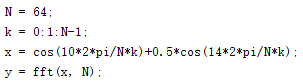 N = 64;
k = 0:1:N-1;
x = cos(10*2*pi/N*k)+0.5*cos(14*2*pi/N*k);
y = fft(x, N);